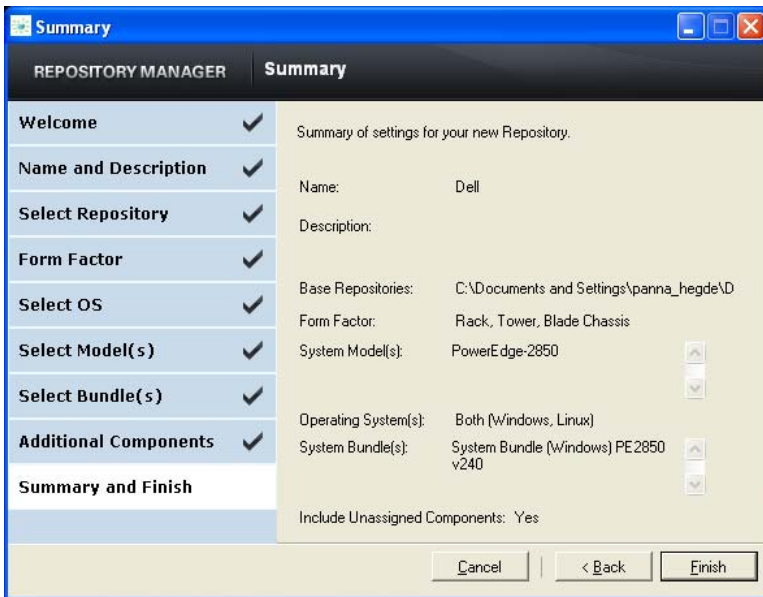 Summary
REPOSITORY MANAGER Summary
Welcome
Name and Description
Select Repository
Form Factor
Select OS
Select Model(s)
Select Bundle(s)
Additional Components
Summary and Finish
Summary of settings for your new Repository.
Name: Dell
Description:
Base Repositories: C:\Documents and Settings\panna_hegde\D
Form Factor: Rack, Tower, Blade Chassis
System Model(s): PowerEdge-2850
Operating System(s): Both (Windows, Linux)
System Bundle(s): System Bundle (Windows) PE2850
v240
Include Unassigned Components: Yes
Cancel < Back Finish